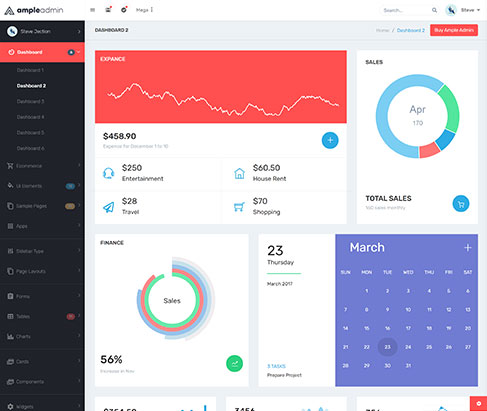 ampleadmin
Mega
Search...
Steve
Steve Jection
DASHBOARD 2
Home
Dashboard 2
Buy Ample Admin
Dashboard
Dashboard 1
Dashboard 2
Dashboard 3
Dashboard 4
Dashboard 5
Dashboard 6
Ecommerce
UI Elements
Sample Pages
Apps
Sidebar Type
Page Layouts
Forms
Tables
Charts
Cards
Components
Widgets
EXPANCE
$458.90
Expance for December 1 to 10
$250
Entertainment
$60.50
House Rent
$28
Travel
$70
Shopping
SALES
Apr
170
TOTAL SALES
160 Sales monthly
FINANCE
Sales
56%
Increase in Nov
23
Thursday
March 2017
3 TASKS
Prepare Project
March
SUN MON TUE WED THU FRI SAT
1 2 3 4 5 6
7 8 9 10 11 12 13
14 15 16 17 18 19 20
21 22 23 24 25 26 27
28 29 30 31